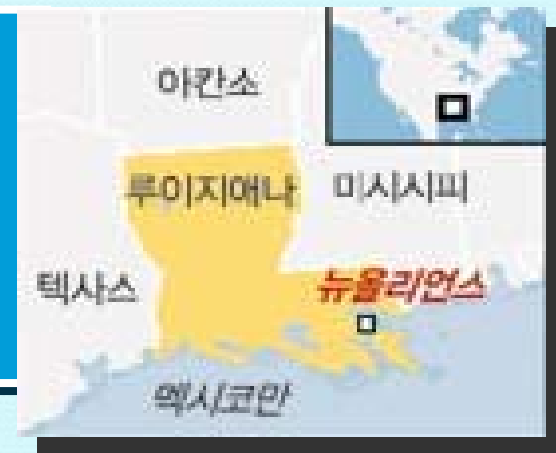 아칸소
루이지애나
미시시피
텍사스
뉴올리언스
멕시코만